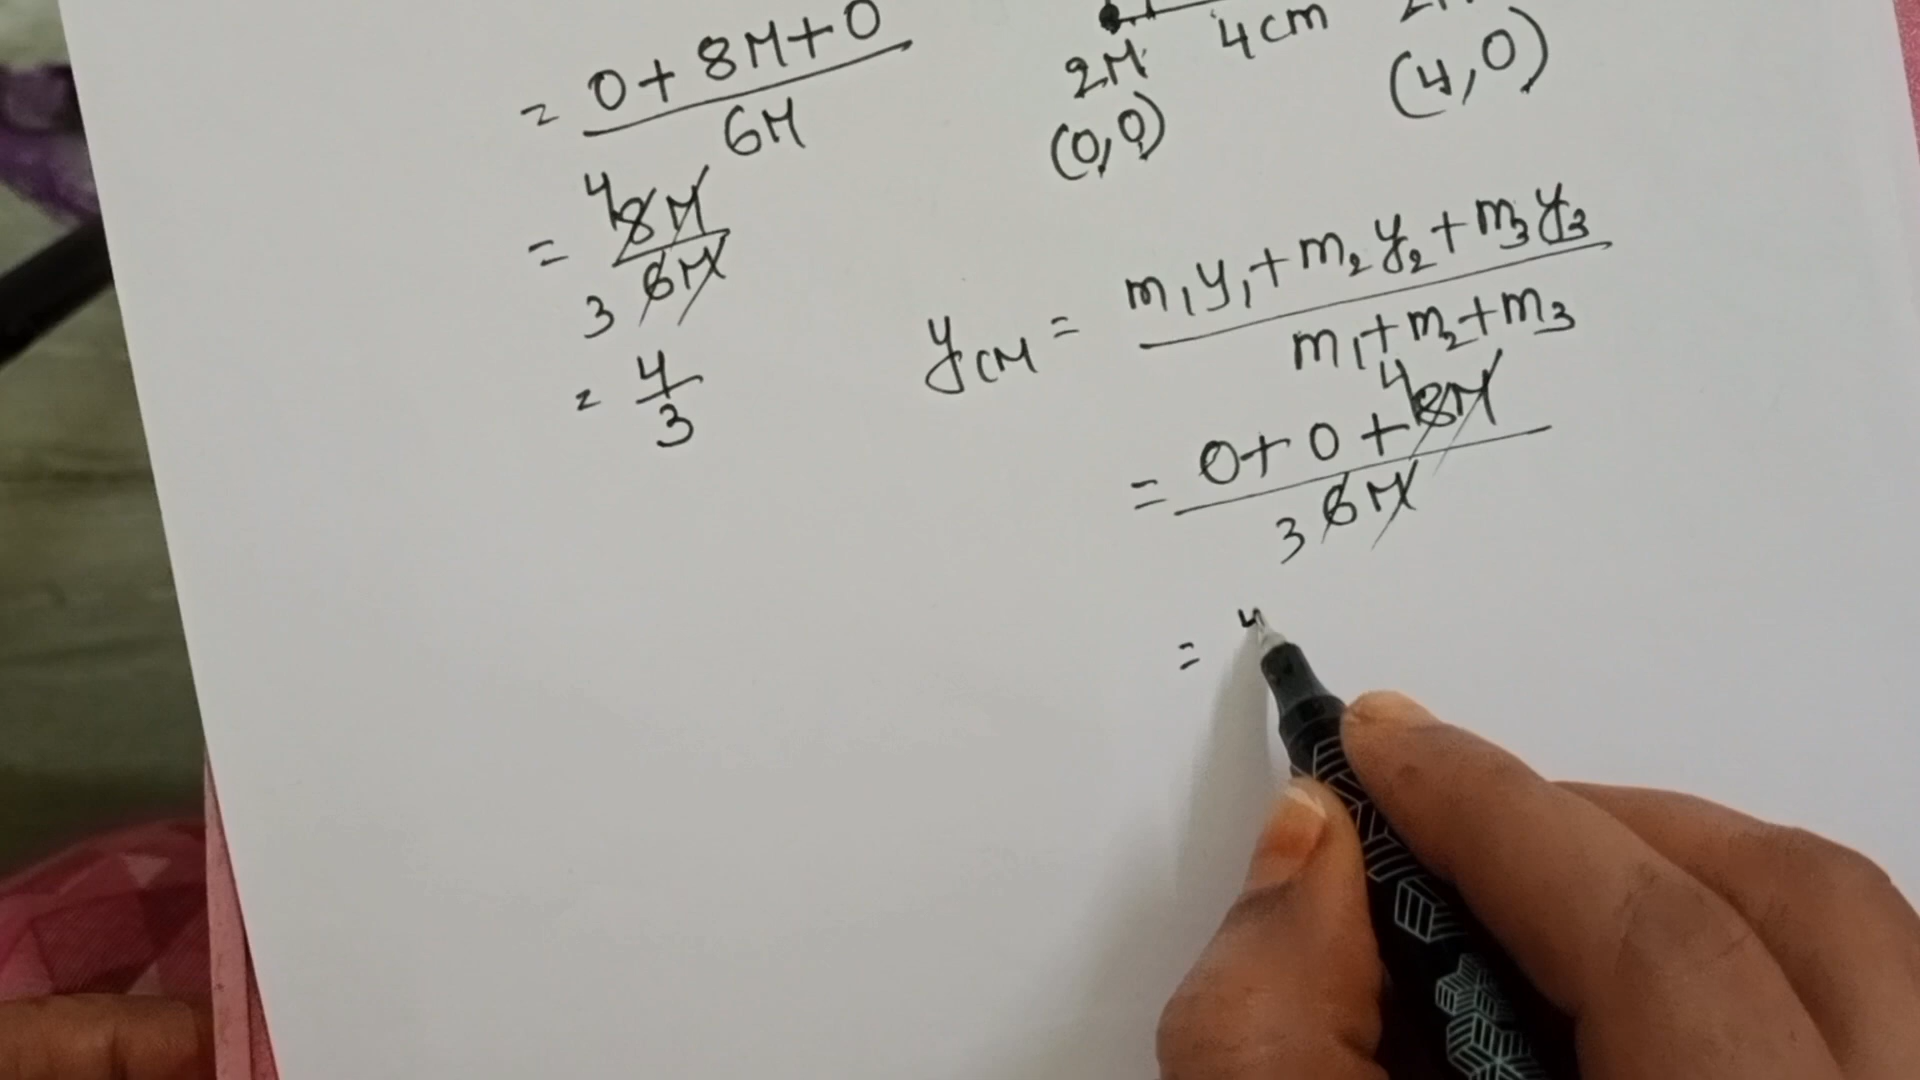 = 0 + 8M + 0 / 6M
= 4 8M / 3 6M
= 4/3
2M 4cm
(0,0) (4,0)
yCM = m₁y₁ + m₂y₂ + m₃y₃ / m₁ + m₂ + m₃
= 0 + 0 + 4 8M / 3 6M
= 4